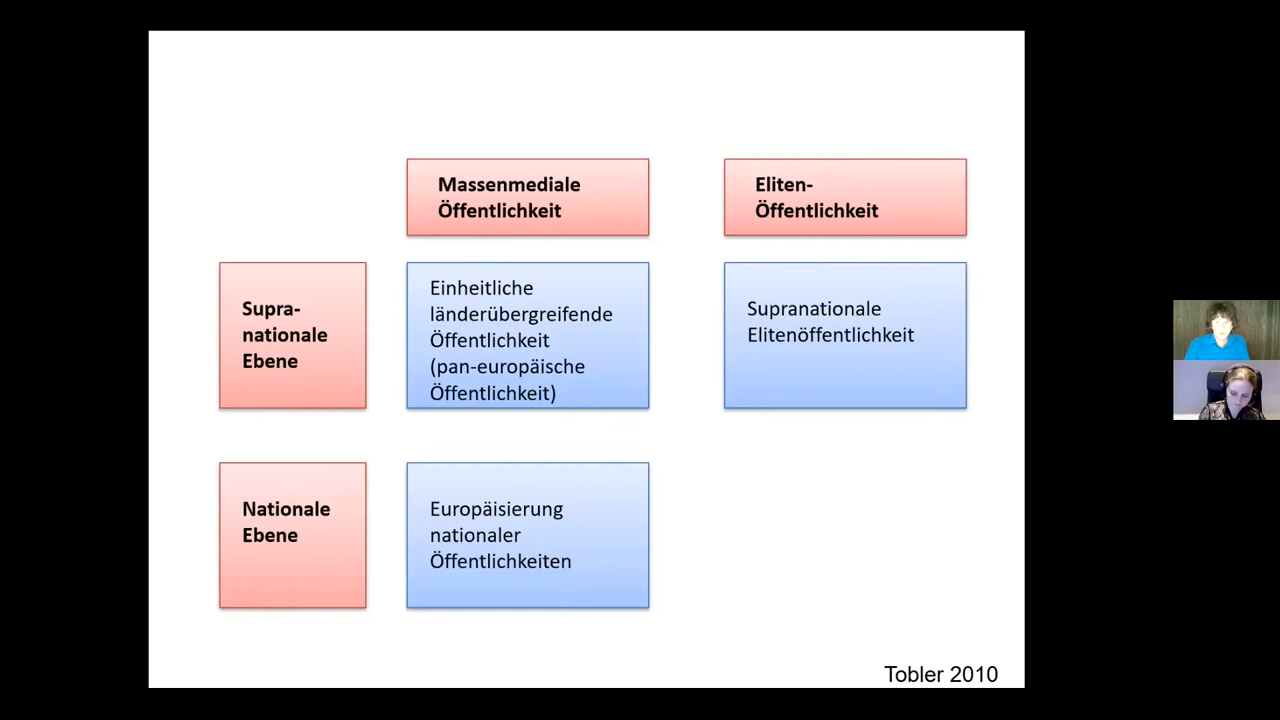 Massenmediale
Öffentlichkeit
Eliten-
Öffentlichkeit
Supra-
nationale
Ebene
Einheitliche
länderübergreifende
Öffentlichkeit
(pan-europäische
Öffentlichkeit)
Supranationale
Elitenöffentlichkeit
Nationale
Ebene
Europäisierung
nationaler
Öffentlichkeiten
Tobler 2010